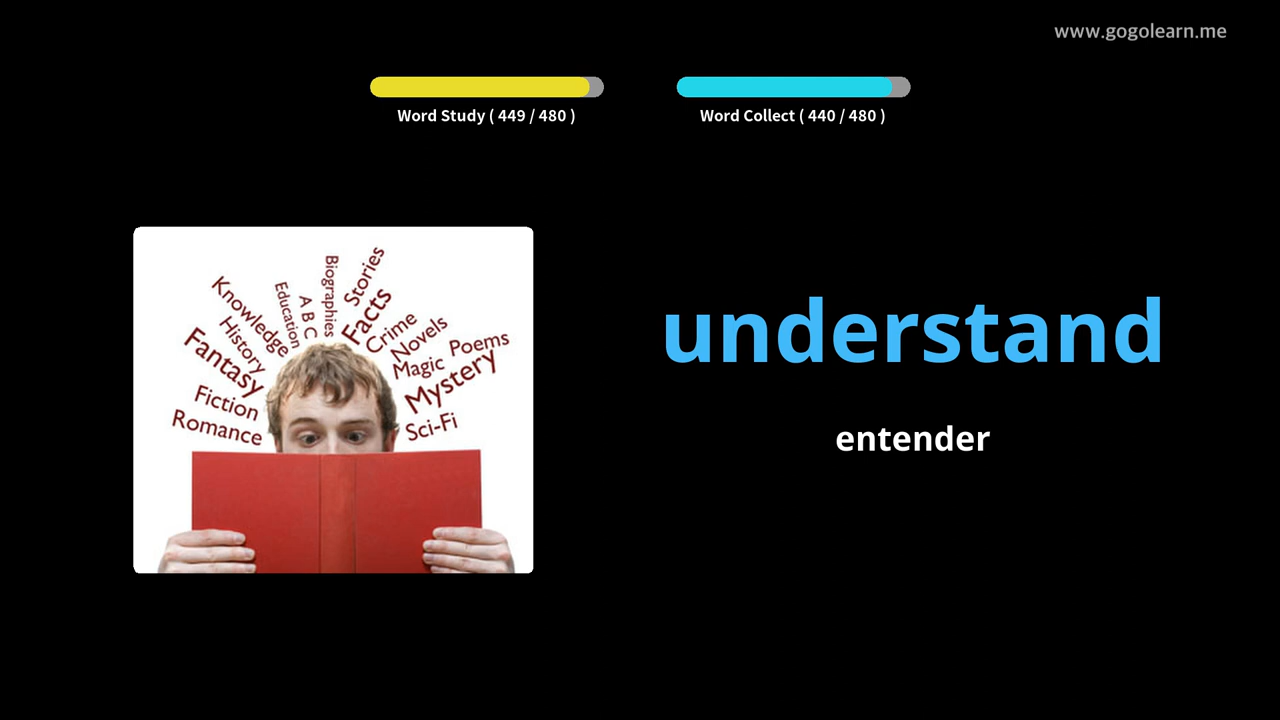 www.gogolearn.me
Word Study ( 449 / 480 )
Word Collect ( 440 / 480 )
Knowledge
History
Fantasy
Fiction
Romance
Education
A B C
Biographies
Stories
Facts
Crime
Novels
Magic
Poems
Mystery
Sci-Fi
understand
entender